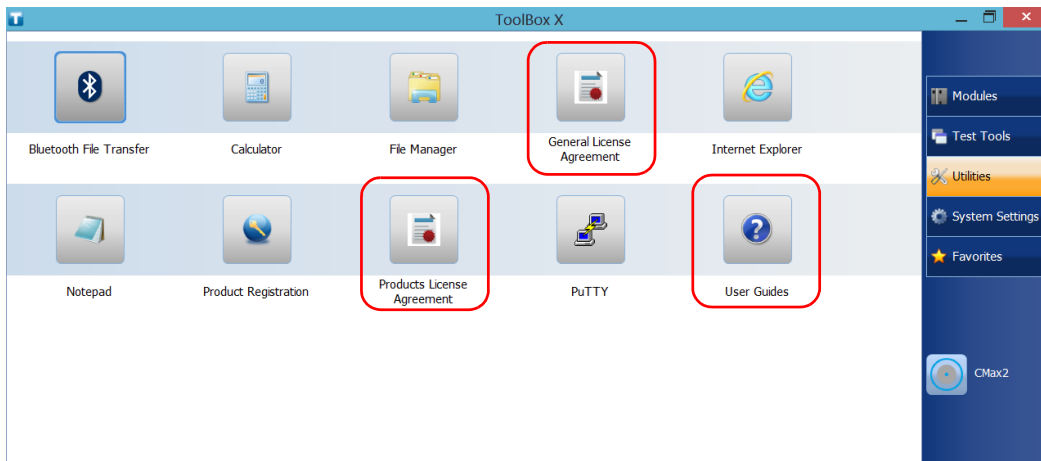 ToolBox X
Bluetooth File Transfer
Calculator
File Manager
General License
Agreement
Internet Explorer
Notepad
Product Registration
Products License
Agreement
PuTTY
User Guides
Modules
Test Tools
Utilities
System Settings
Favorites
CMax2